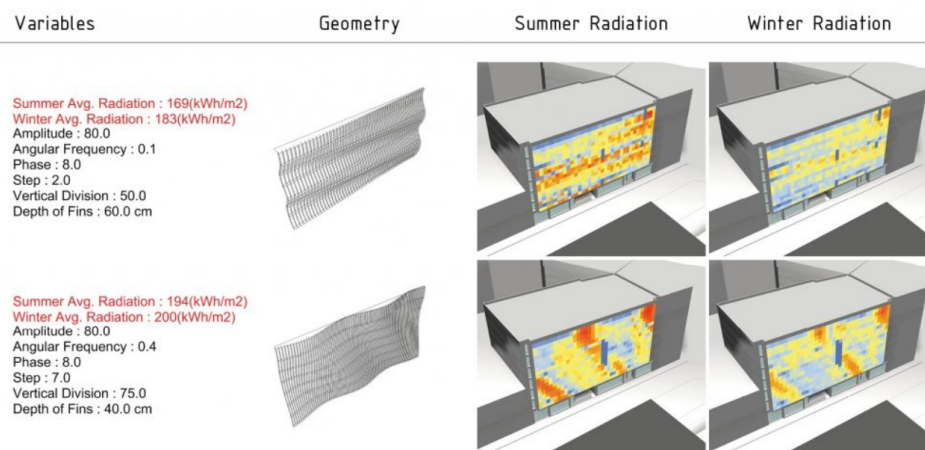 Variables Geometry Summer Radiation Winter Radiation
Summer Avg. Radiation : 169(kWh/m2)
Winter Avg. Radiation : 183(kWh/m2)
Amplitude : 80.0
Angular Frequency : 0.1
Phase : 8.0
Step : 2.0
Vertical Division : 50.0
Depth of Fins : 60.0 cm
Summer Avg. Radiation : 194(kWh/m2)
Winter Avg. Radiation : 200(kWh/m2)
Amplitude : 80.0
Angular Frequency : 0.4
Phase : 8.0
Step : 7.0
Vertical Division : 75.0
Depth of Fins : 40.0 cm